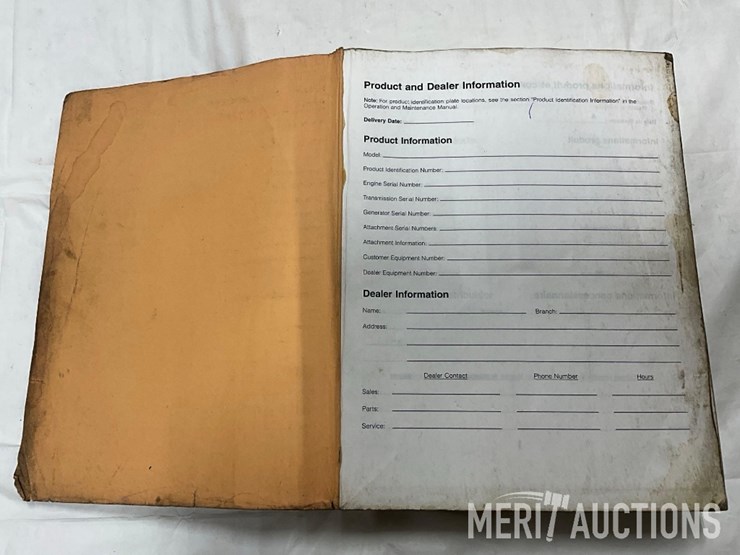 Product and Dealer Information
Note: For product identification plate locations, see the section "Product Identification Information" in the
Operation and Maintenance Manual.
Delivery Date:
Product Information
Model:
Product Identification Number:
Engine Serial Number:
Transmission Serial Number:
Generator Serial Number:
Attachment Serial Numbers:
Attachment Information:
Customer Equipment Number:
Dealer Equipment Number:
Dealer Information
Name: Branch:
Address:
Dealer Contact Phone Number Hours
Sales:
Parts:
Service:
MERIT AUCTIONS